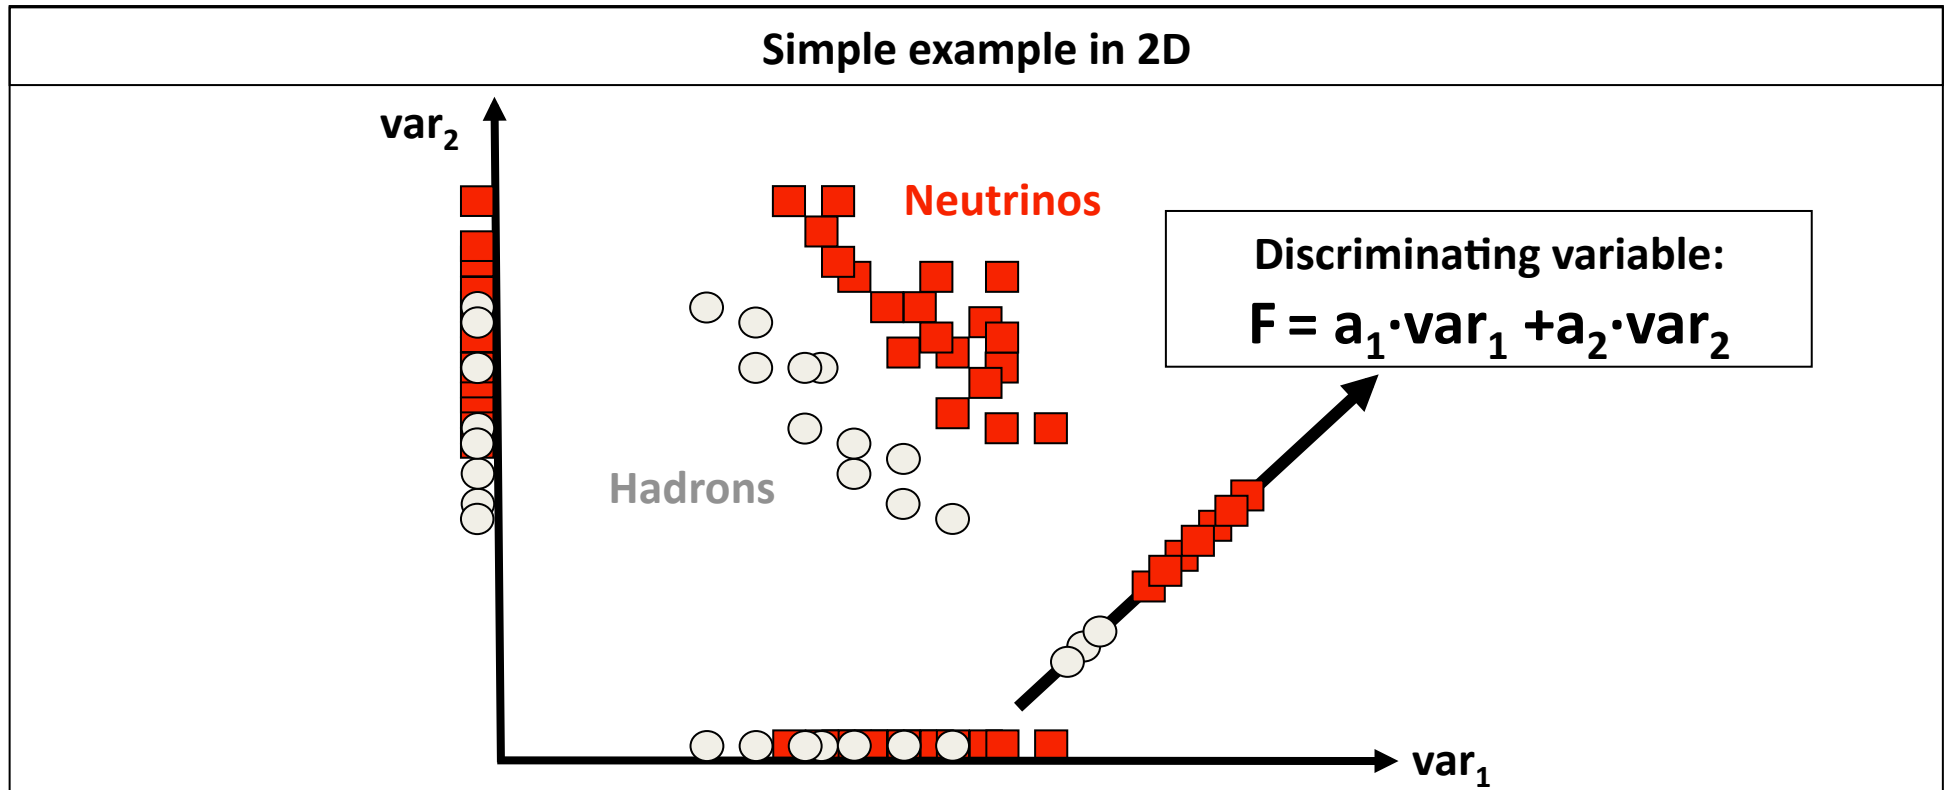 Simple example in 2D
var₂
Neutrinos
Discriminating variable:
F = a₁·var₁ +a₂·var₂
Hadrons
var₁